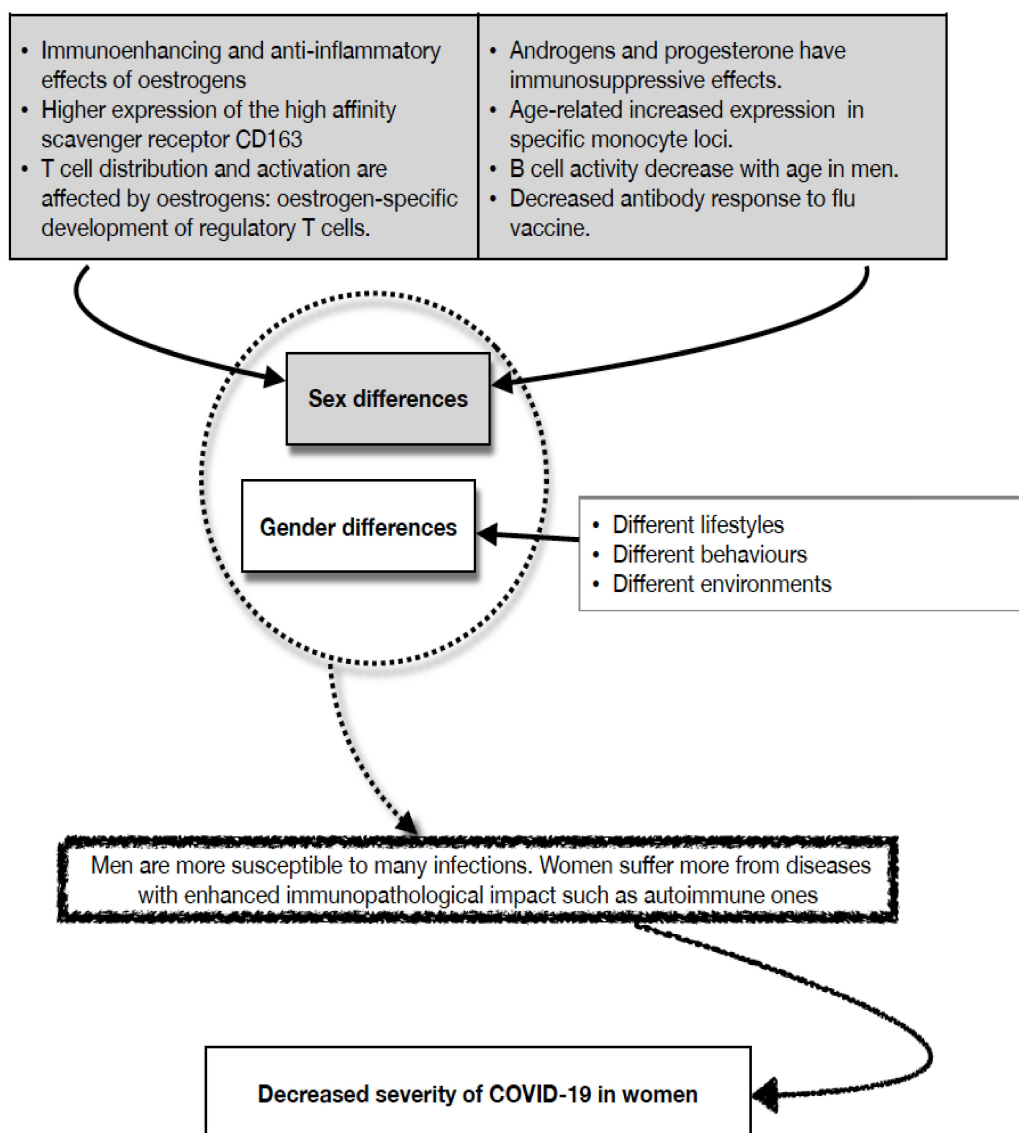 • Immunoenhancing and anti-inflammatory
effects of oestrogens
• Higher expression of the high affinity
scavenger receptor CD163
• T cell distribution and activation are
affected by oestrogens: oestrogen-specific
development of regulatory T cells.
• Androgens and progesterone have
immunosuppressive effects.
• Age-related increased expression in
specific monocyte loci.
• B cell activity decrease with age in men.
• Decreased antibody response to flu
vaccine.
Sex differences
Gender differences
• Different lifestyles
• Different behaviours
• Different environments
Men are more susceptible to many infections. Women suffer more from diseases
with enhanced immunopathological impact such as autoimmune ones
Decreased severity of COVID-19 in women